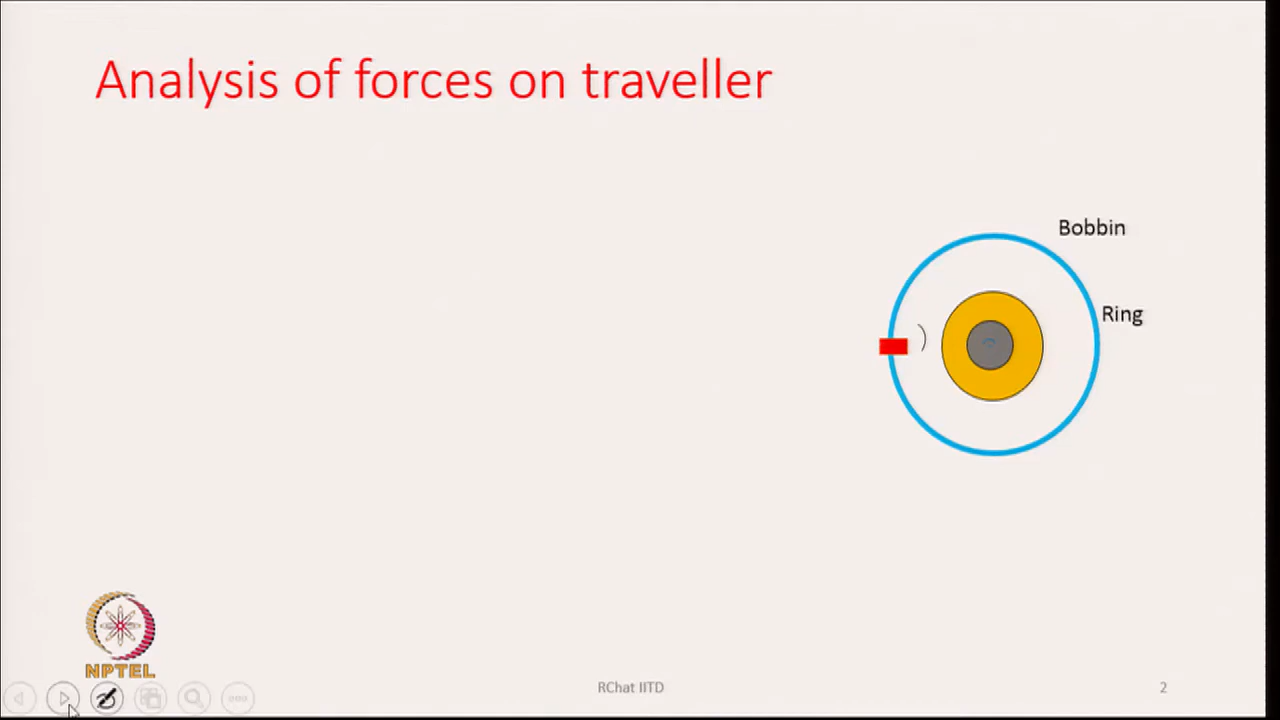 Analysis of forces on traveller
Bobbin
Ring
NPTEL
RChat IITD
2